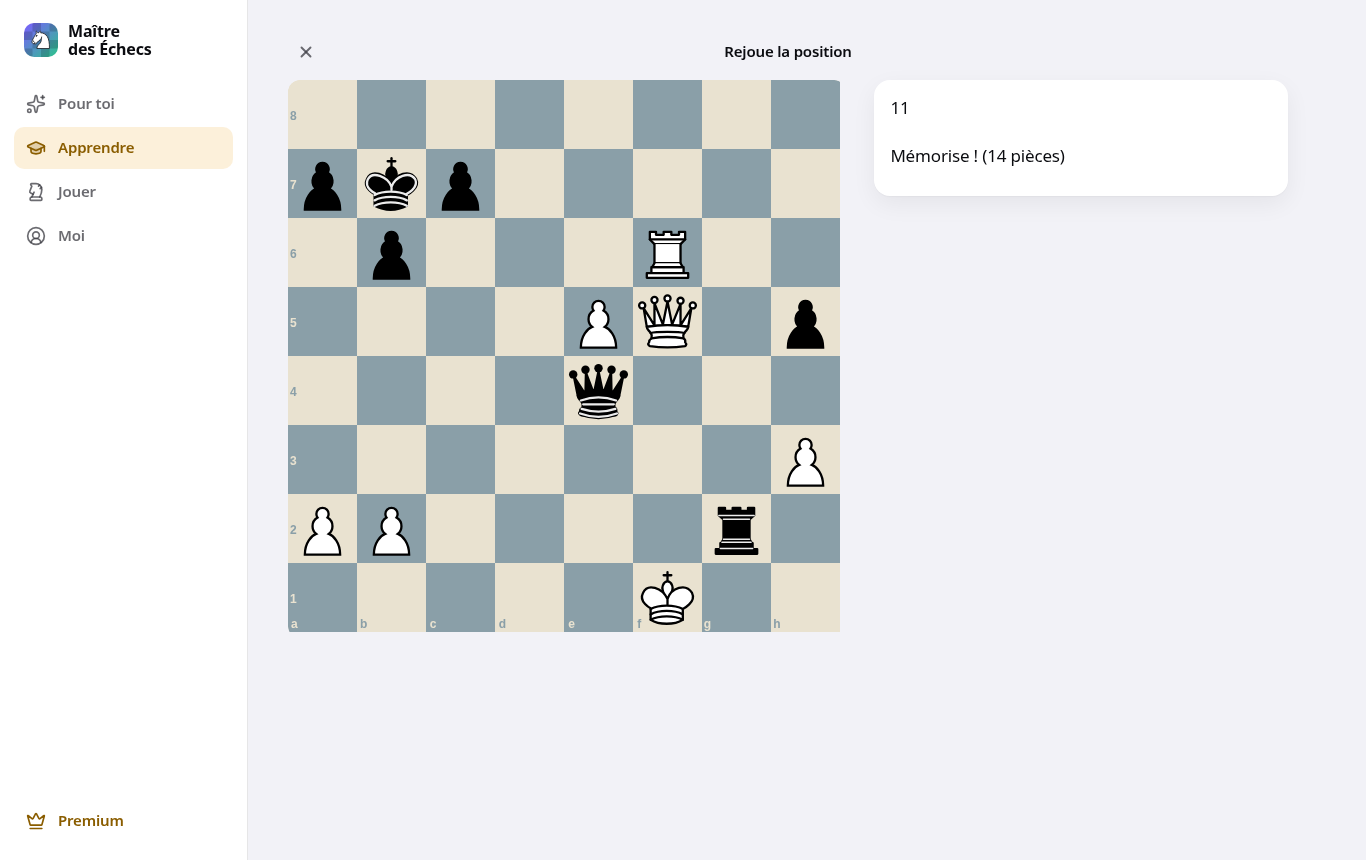 Maître
des Échecs
Pour toi
Apprendre
Jouer
Moi
Premium
Rejoue la position
8
7
6
5
4
3
2
1
a b c d e f g h
11
Mémorise ! (14 pièces)